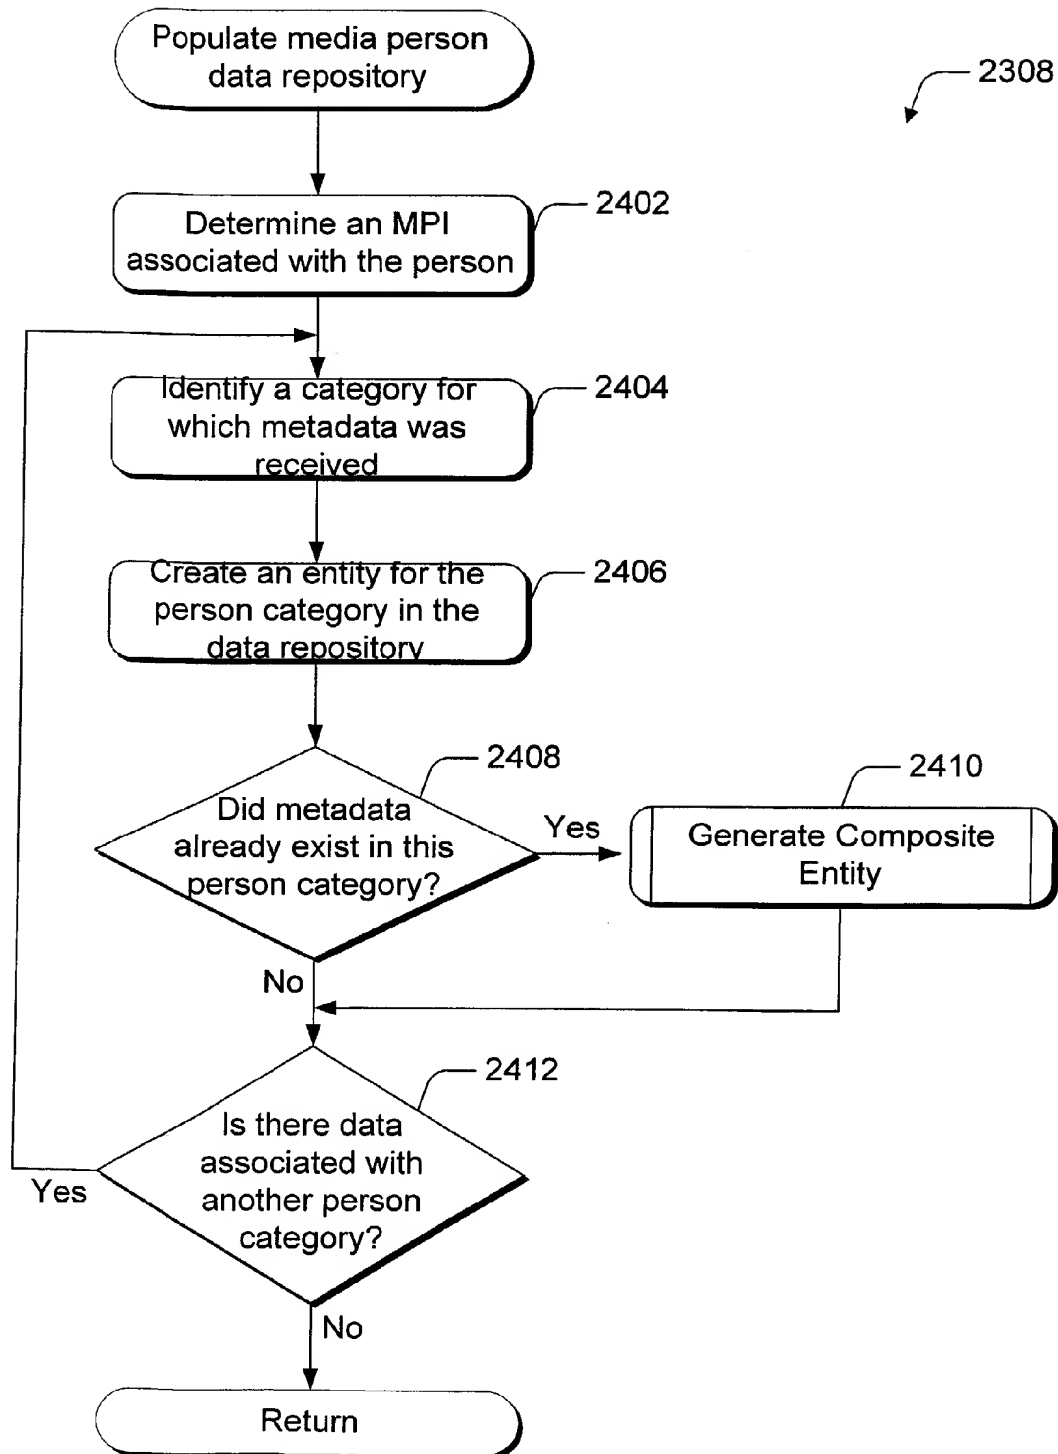 Populate media person
data repository
2308
2402
Determine an MPI
associated with the person
2404
Identify a category for
which metadata was
received
2406
Create an entity for the
person category in the
data repository
2408
Did metadata
already exist in this
person category?
Yes
2410
Generate Composite
Entity
No
2412
Is there data
associated with
another person
category?
Yes
No
Return